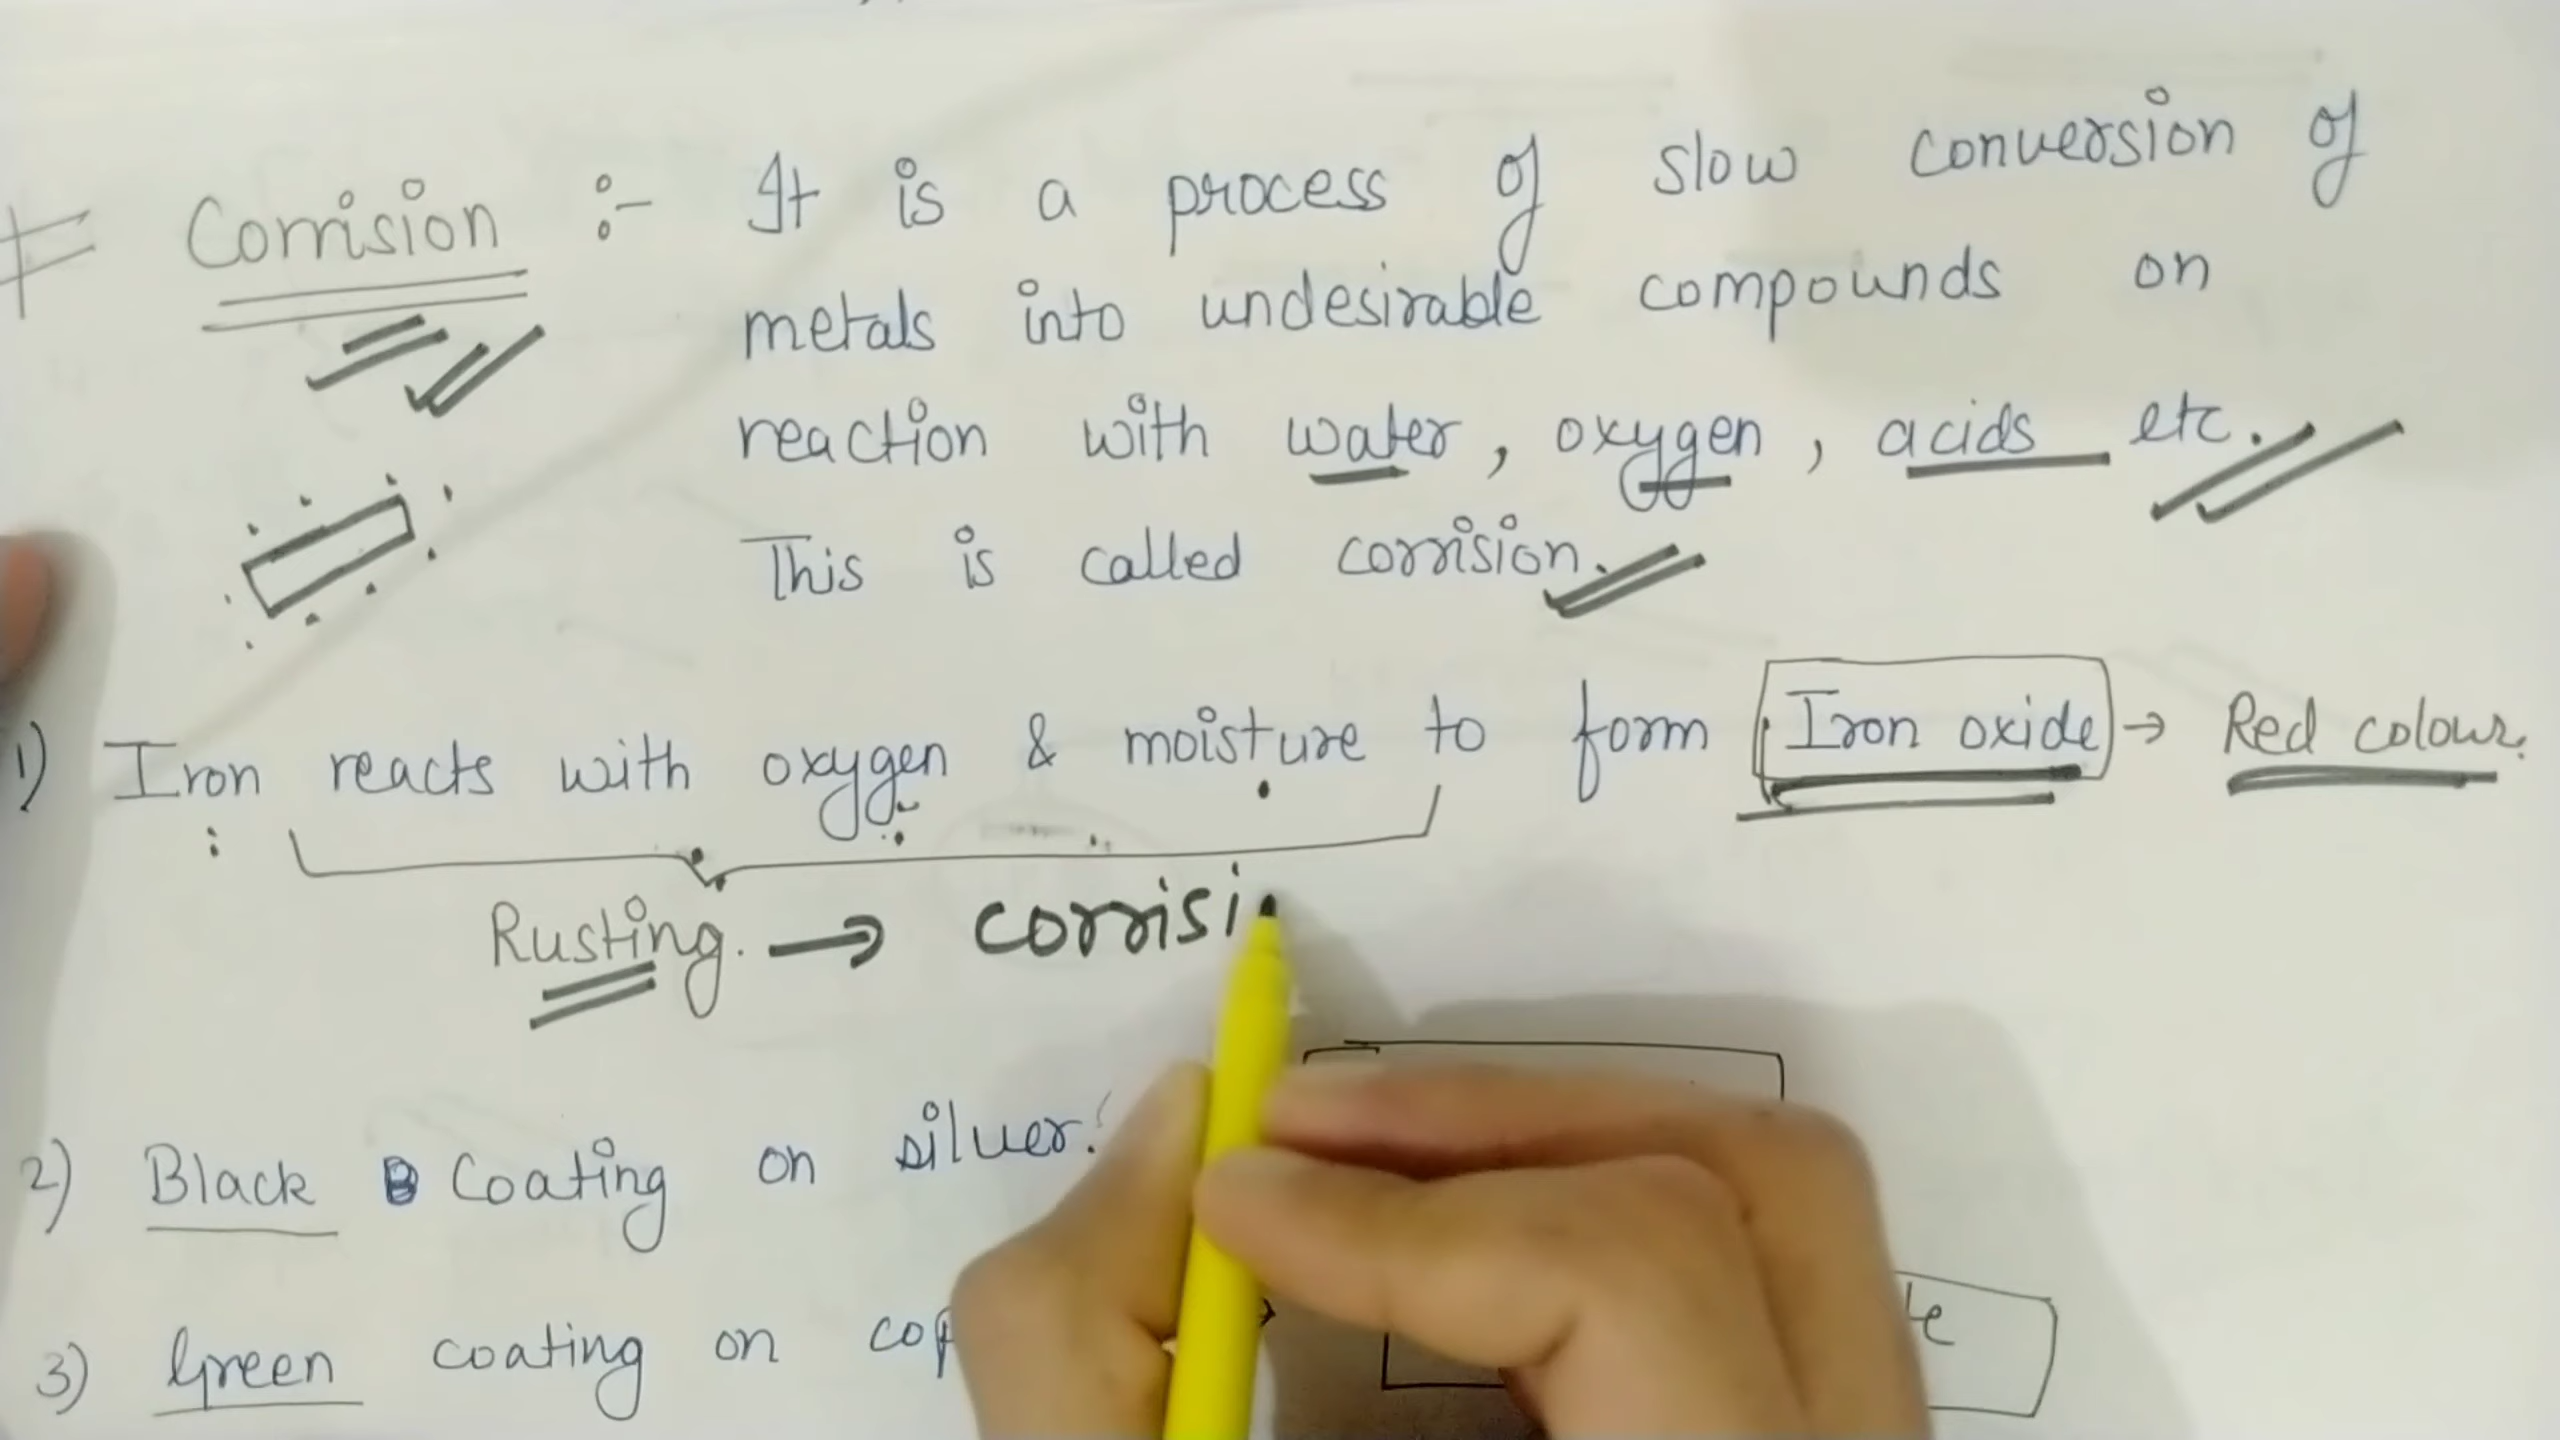 Corrision :- It is a process of slow conversion of
metals into undesirable compounds on
reaction with water, oxygen, acids etc.
This is called corrision.
1) Iron reacts with oxygen & moisture to form Iron oxide → Red colour.
Rusting. → corrisi
2) Black B Coating on silver.
3) Green coating on cop